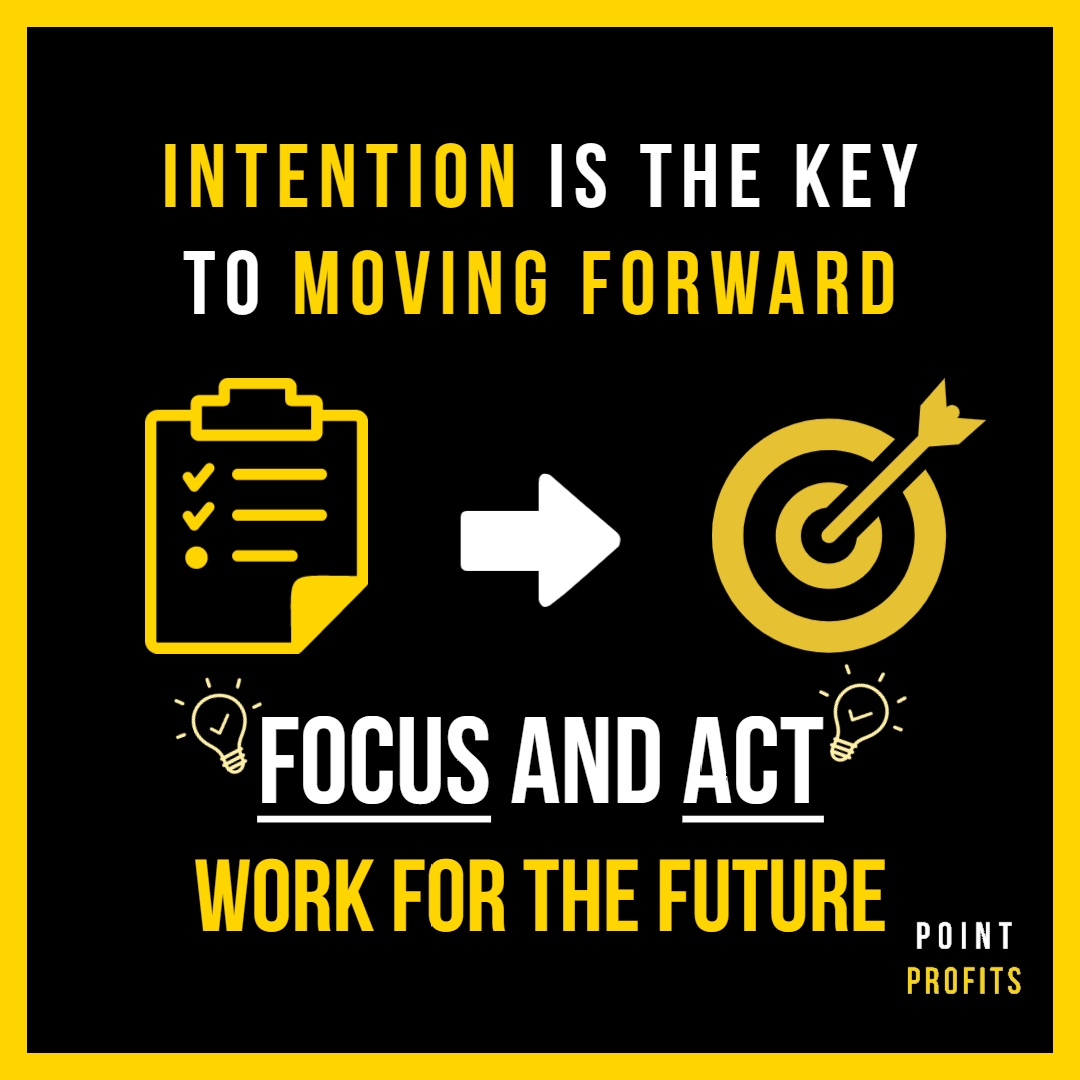 INTENTION IS THE KEY
TO MOVING FORWARD
FOCUS AND ACT
WORK FOR THE FUTURE
POINT
PROFITS